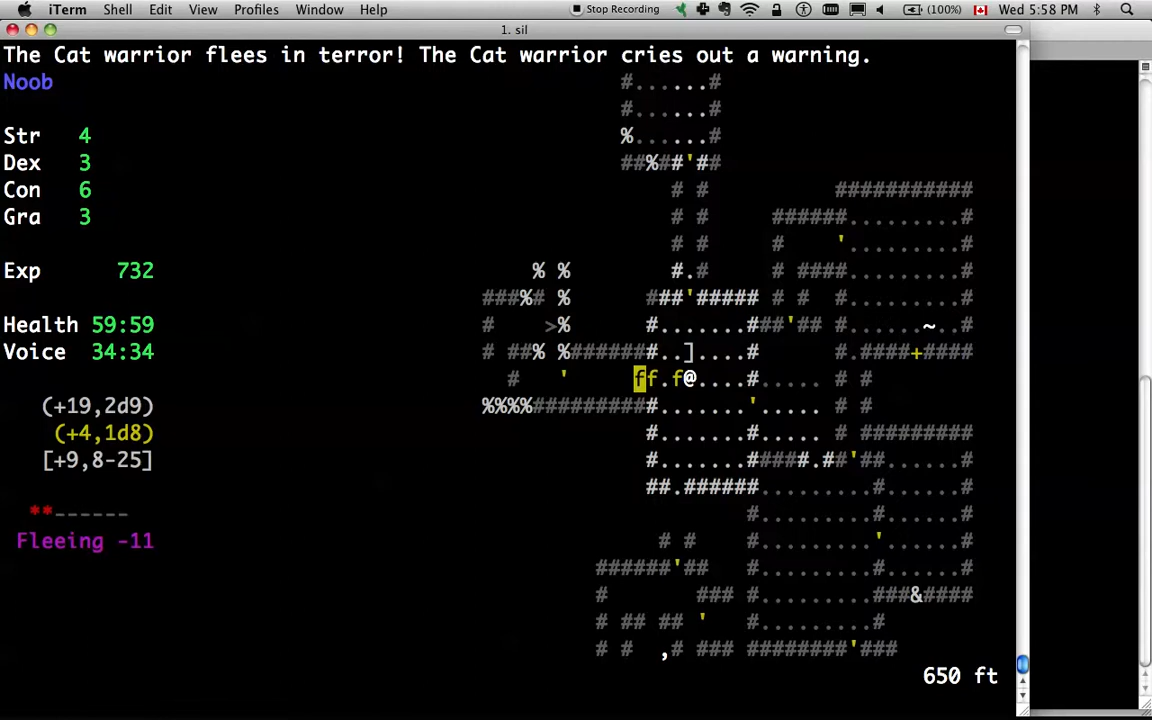 iTerm Shell Edit View Profiles Window Help Stop Recording (100%) Wed 5:58 PM
1. sil
The Cat warrior flees in terror! The Cat warrior cries out a warning.
Noob #......#
#......#
Str 4 %......#
Dex 3 ##%##'##
Con 6 # # ###########
Gra 3 # # ######.........#
# # # '.........#
Exp 732 % % #.# # ####.........#
###%# % ###'##### # # #.........#
Health 59:59 # >% #.......###'## #......~..#
Voice 34:34 # ##% %#######..]....# #.####+####
# ' ff.f@....#..... # #
(+19,2d9) %%%%##########.......'..... # #
(+4,1d8) #.......#..... # #########
[+9,8-25] #.......####.##'##......#
##.######.........#......#
**------ #.........#......#
Fleeing -11 # # #.........'......#
######'## #.........#......#
# ### #.........###&####
# ## ## ' #.........#
# # ,# ### ########'###
650 ft